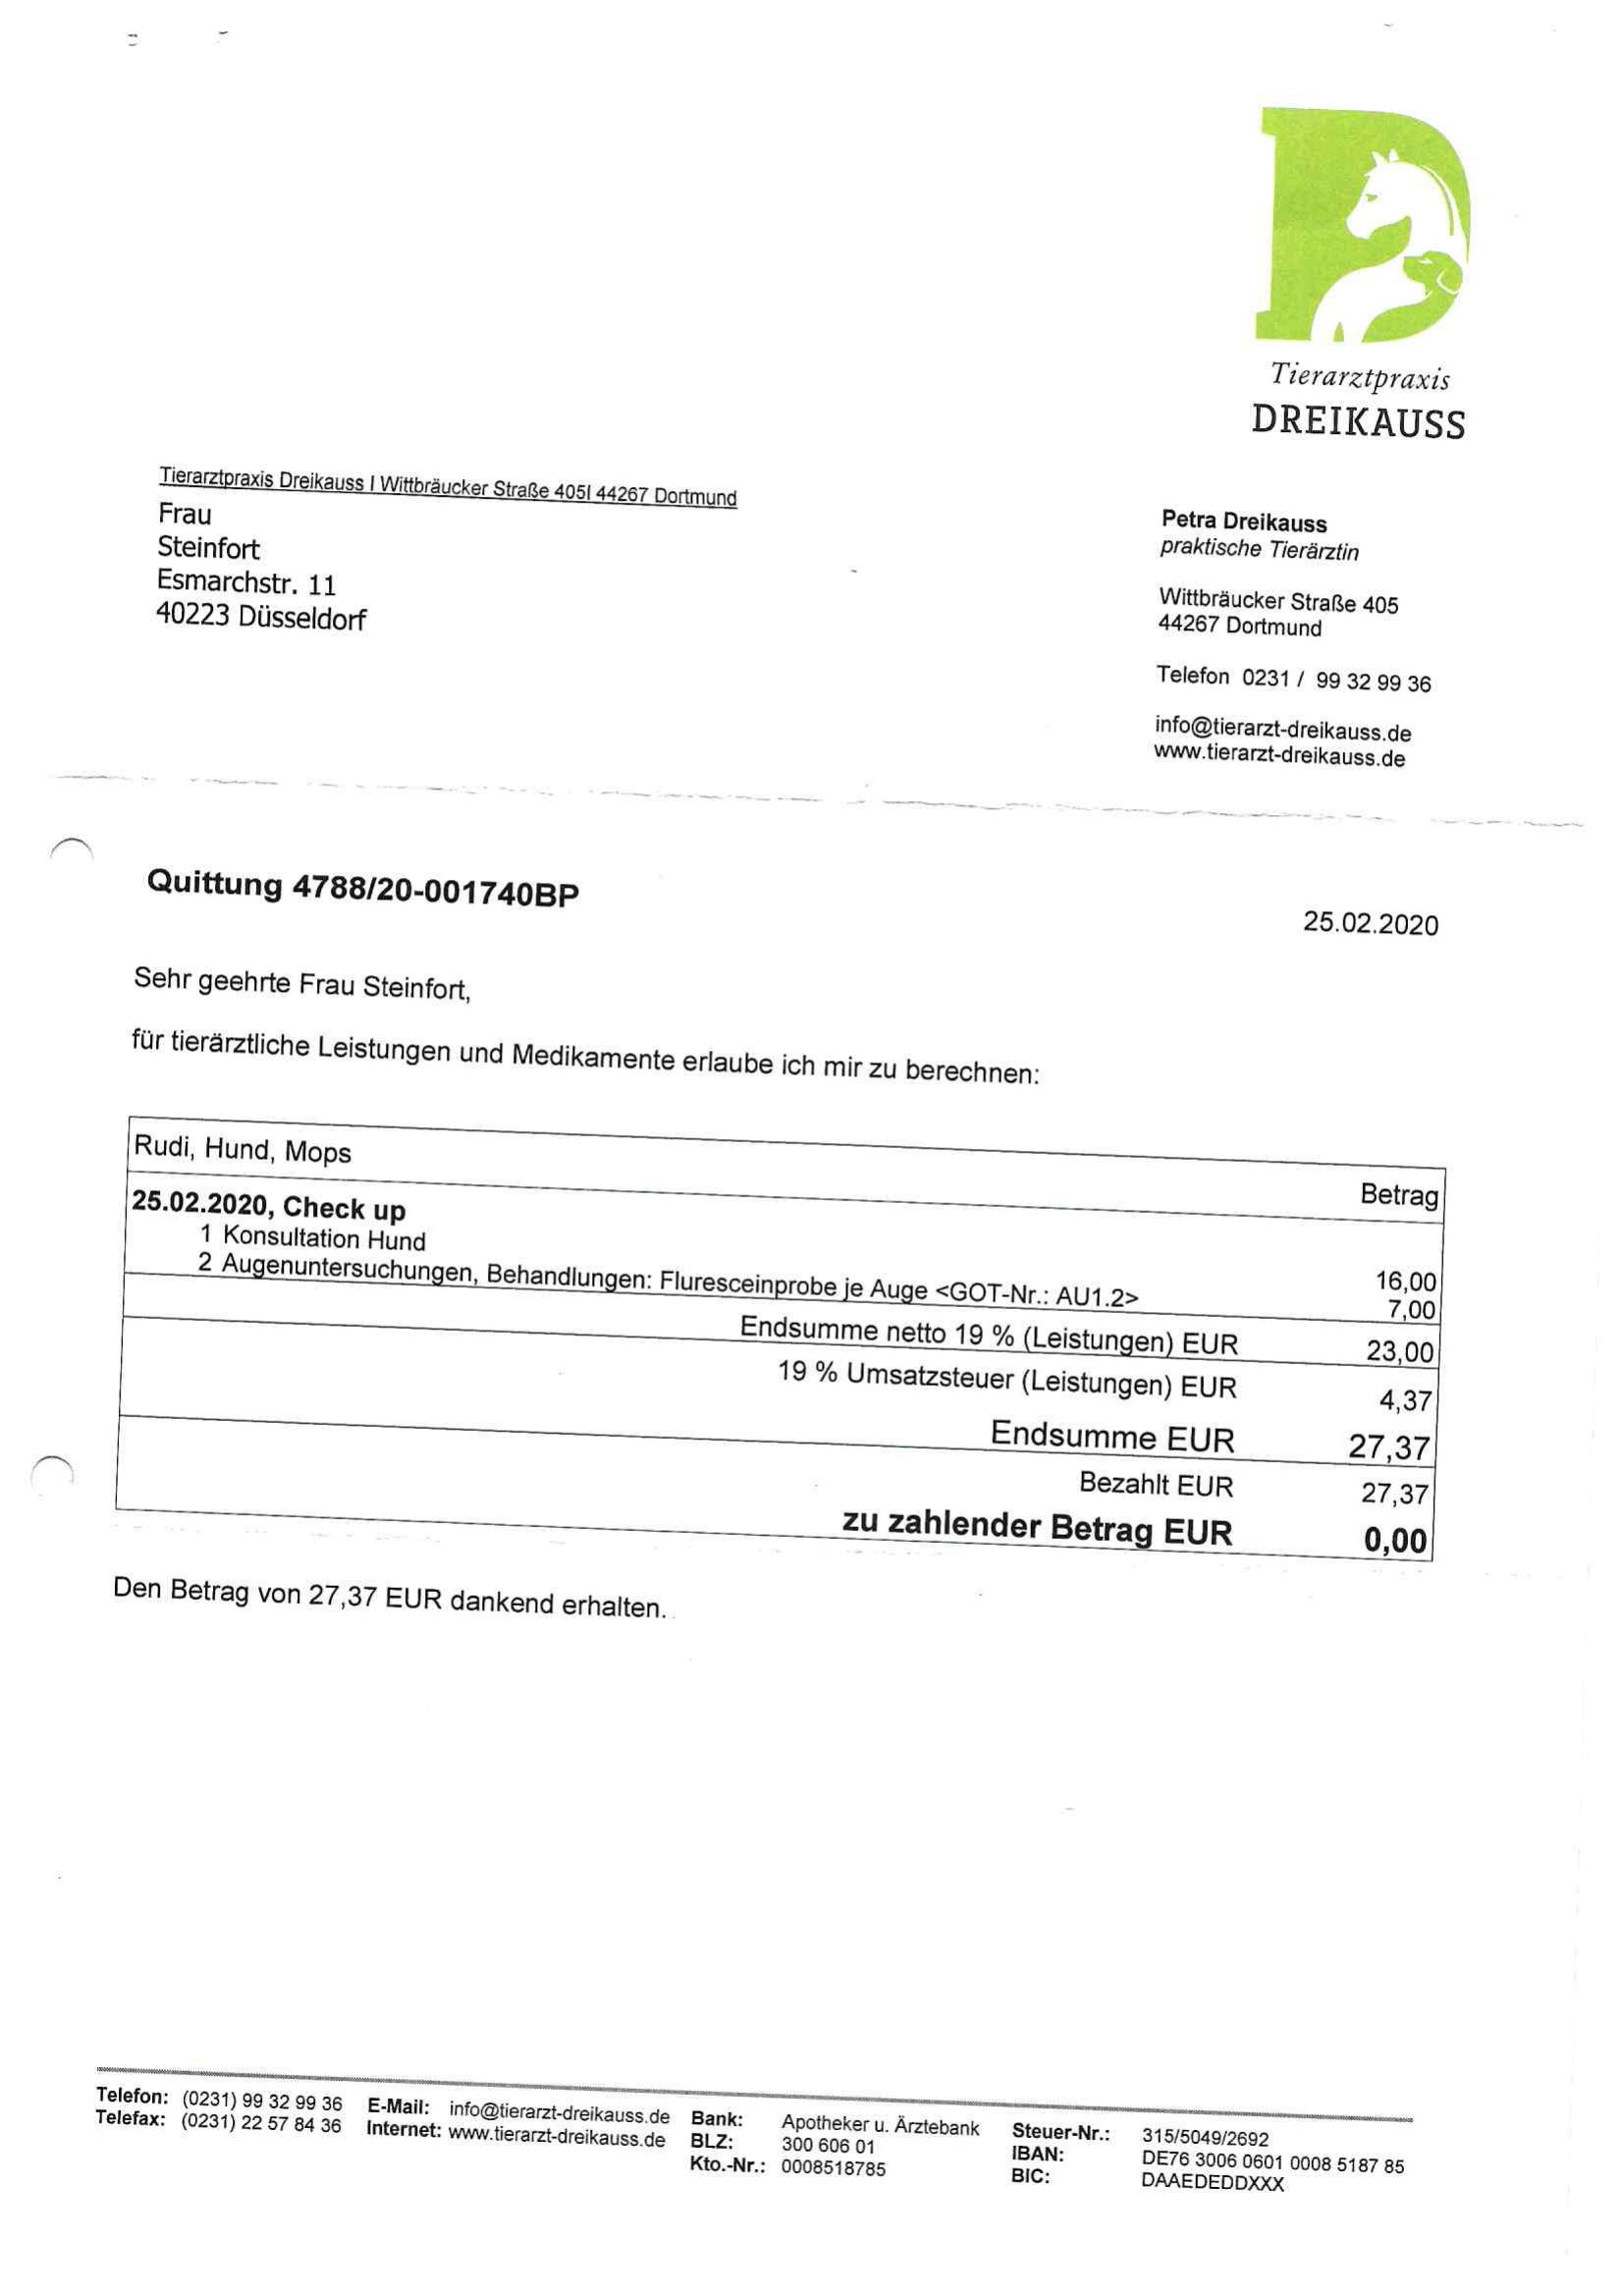 Tierarztpraxis
DREIKAUSS
Tierarztpraxis Dreikauss I Wittbräucker Straße 405I 44267 Dortmund
Frau
Steinfort
Esmarchstr. 11
40223 Düsseldorf
Petra Dreikauss
praktische Tierärztin
Wittbräucker Straße 405
44267 Dortmund
Telefon 0231 / 99 32 99 36
info@tierarzt-dreikauss.de
www.tierarzt-dreikauss.de
Quittung 4788/20-001740BP
25.02.2020
Sehr geehrte Frau Steinfort,
für tierärztliche Leistungen und Medikamente erlaube ich mir zu berechnen:
Rudi, Hund, Mops
Betrag
25.02.2020, Check up
1 Konsultation Hund 16,00
2 Augenuntersuchungen, Behandlungen: Fluresceinprobe je Auge <GOT-Nr.: AU1.2> 7,00
Endsumme netto 19 % (Leistungen) EUR 23,00
19 % Umsatzsteuer (Leistungen) EUR 4,37
Endsumme EUR 27,37
Bezahlt EUR 27,37
zu zahlender Betrag EUR 0,00
Den Betrag von 27,37 EUR dankend erhalten.
Telefon: (0231) 99 32 99 36 E-Mail: info@tierarzt-dreikauss.de Bank: Apotheker u. Ärztebank Steuer-Nr.: 315/5049/2692
Telefax: (0231) 22 57 84 36 Internet: www.tierarzt-dreikauss.de BLZ: 300 606 01 IBAN: DE76 3006 0601 0008 5187 85
Kto.-Nr.: 0008518785 BIC: DAAEDEDDXXX